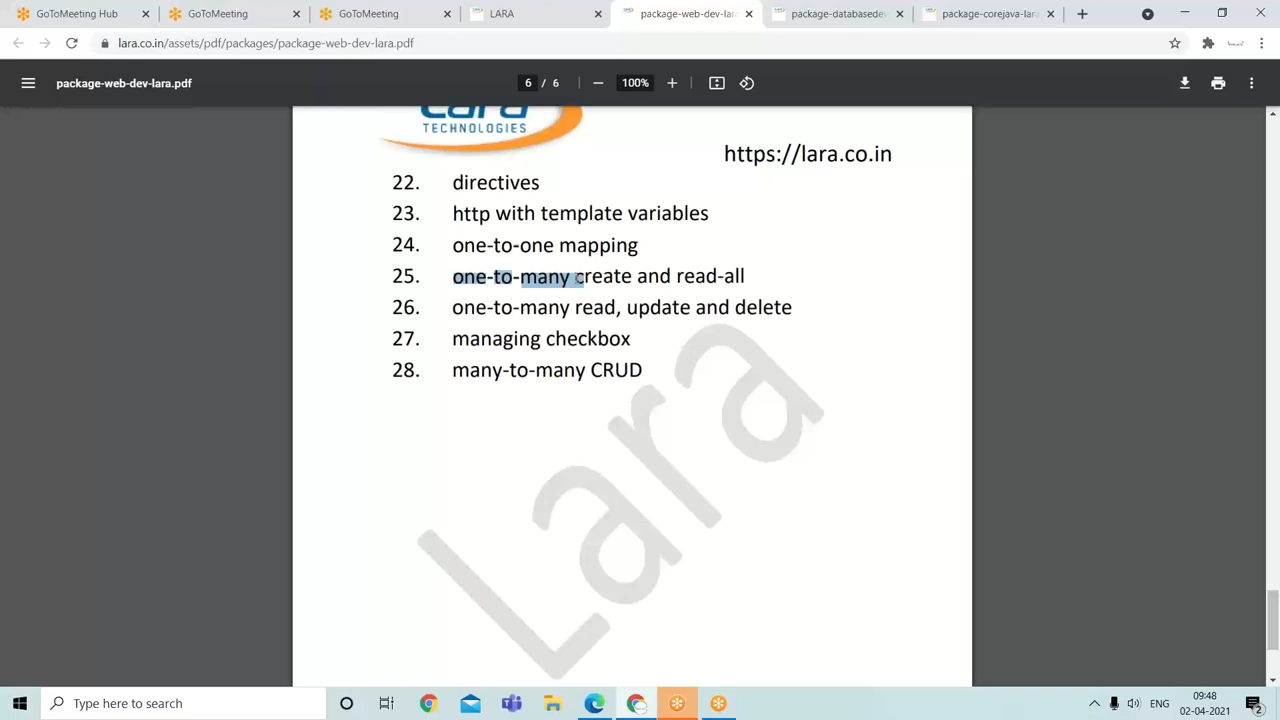 GoToMeeting Hub
GoToMeeting
GoToMeeting
LARA
package-web-dev-lar
package-databasedev
package-corejava-lar
lara.co.in/assets/pdf/packages/package-web-dev-lara.pdf
package-web-dev-lara.pdf
6 / 6
100%
Lara
TECHNOLOGIES
https://lara.co.in
22. directives
23. http with template variables
24. one-to-one mapping
25. one-to-many create and read-all
26. one-to-many read, update and delete
27. managing checkbox
28. many-to-many CRUD
Lara
Type here to search
ENG
09:48
02-04-2021
2